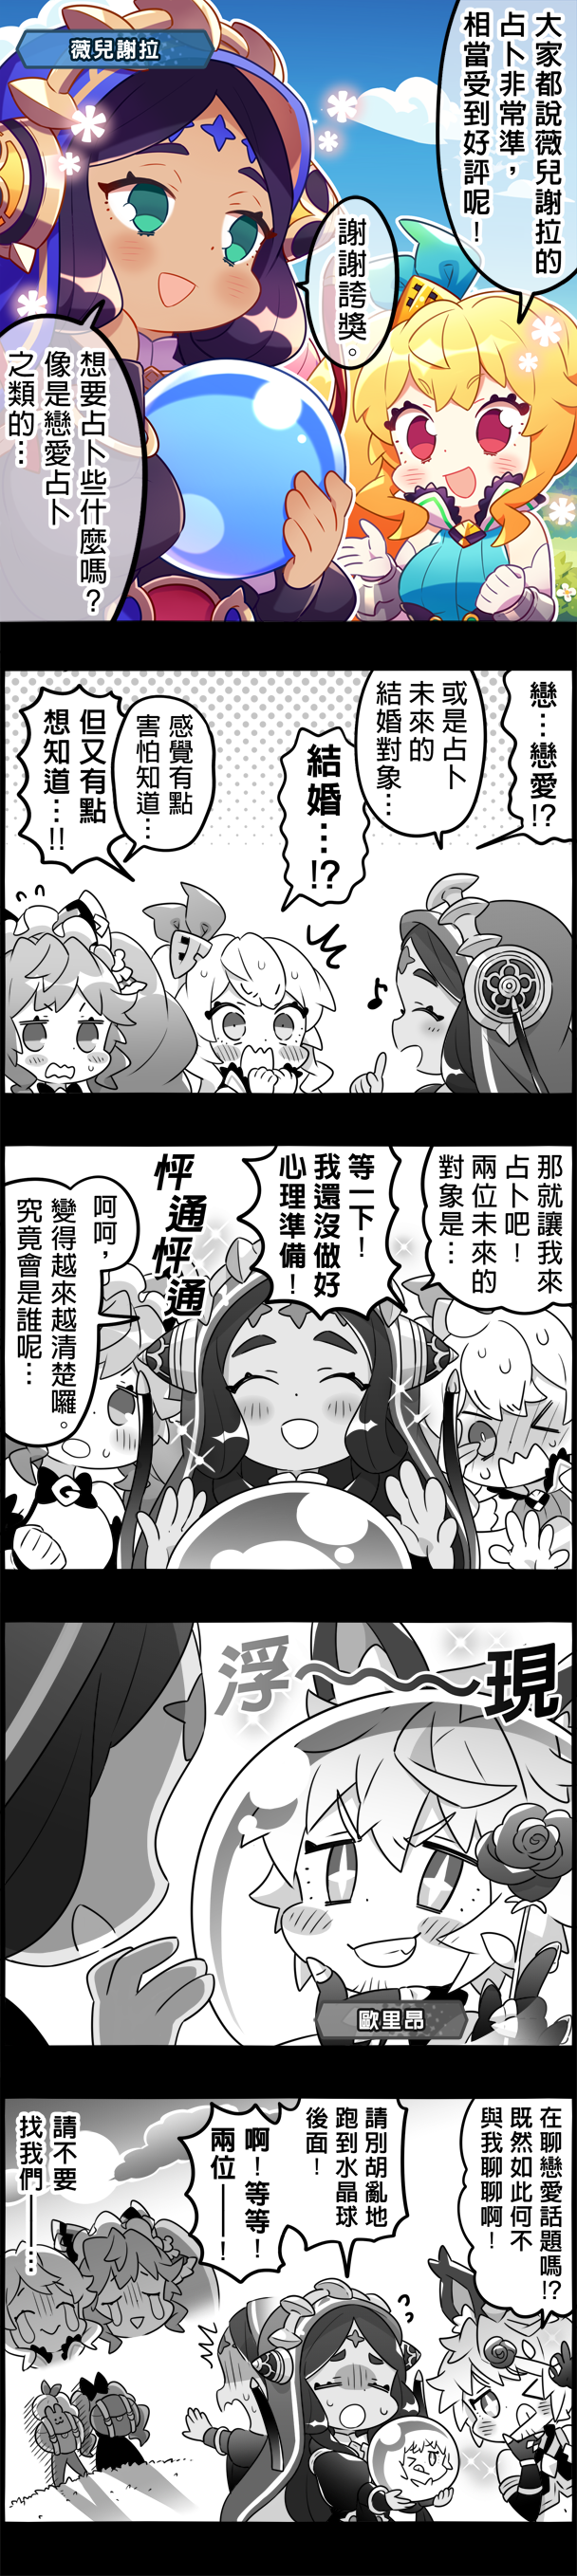 薇兒謝拉
大家都說薇兒謝拉的
占卜非常準，
相當受到好評呢！
謝謝誇獎。
想要占卜些什麼嗎？
像是戀愛占卜
之類的…
戀…戀愛!?
或是占卜
未來的
結婚對象…
結婚…!?
感覺有點
害怕知道…
但又有點
想知道…!!
那就讓我來
占卜吧！
兩位未來的
對象是…
等一下！
我還沒做好
心理準備！
怦通怦通
呵呵，
變得越來越清楚囉。
究竟會是誰呢…
浮～～現
歐里昂
在聊戀愛話題嗎!?
既然如此何不
與我聊聊啊！
請別胡亂地
跑到水晶球
後面！
啊！等等！
兩位——！
請不要
找我們——…